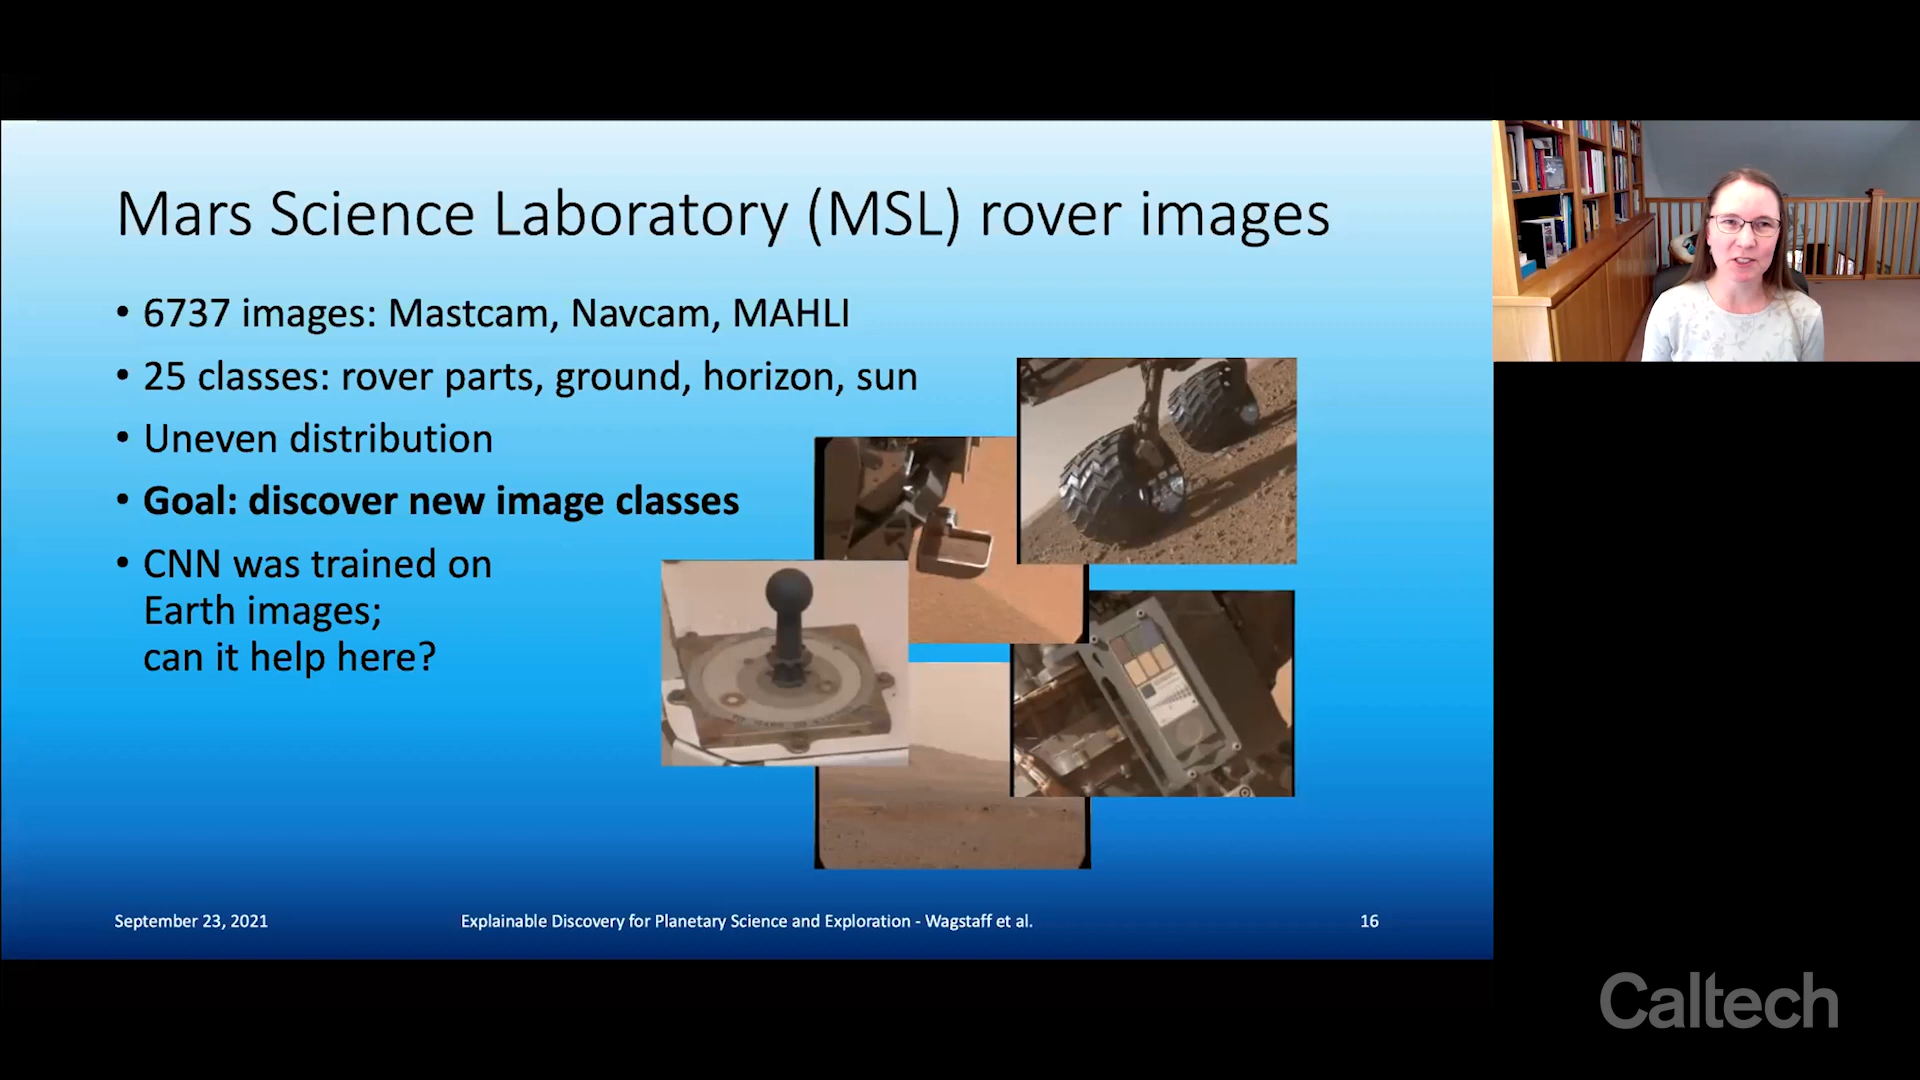 Mars Science Laboratory (MSL) rover images
• 6737 images: Mastcam, Navcam, MAHLI
• 25 classes: rover parts, ground, horizon, sun
• Uneven distribution
• Goal: discover new image classes
• CNN was trained on
Earth images;
can it help here?
September 23, 2021
Explainable Discovery for Planetary Science and Exploration - Wagstaff et al.
16
Caltech